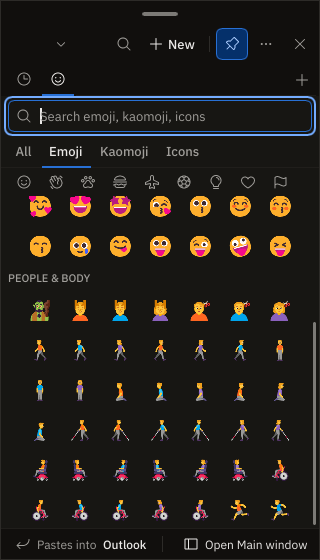 New
Search emoji, kaomoji, icons
All Emoji Kaomoji Icons
PEOPLE & BODY
Pastes into Outlook Open Main window